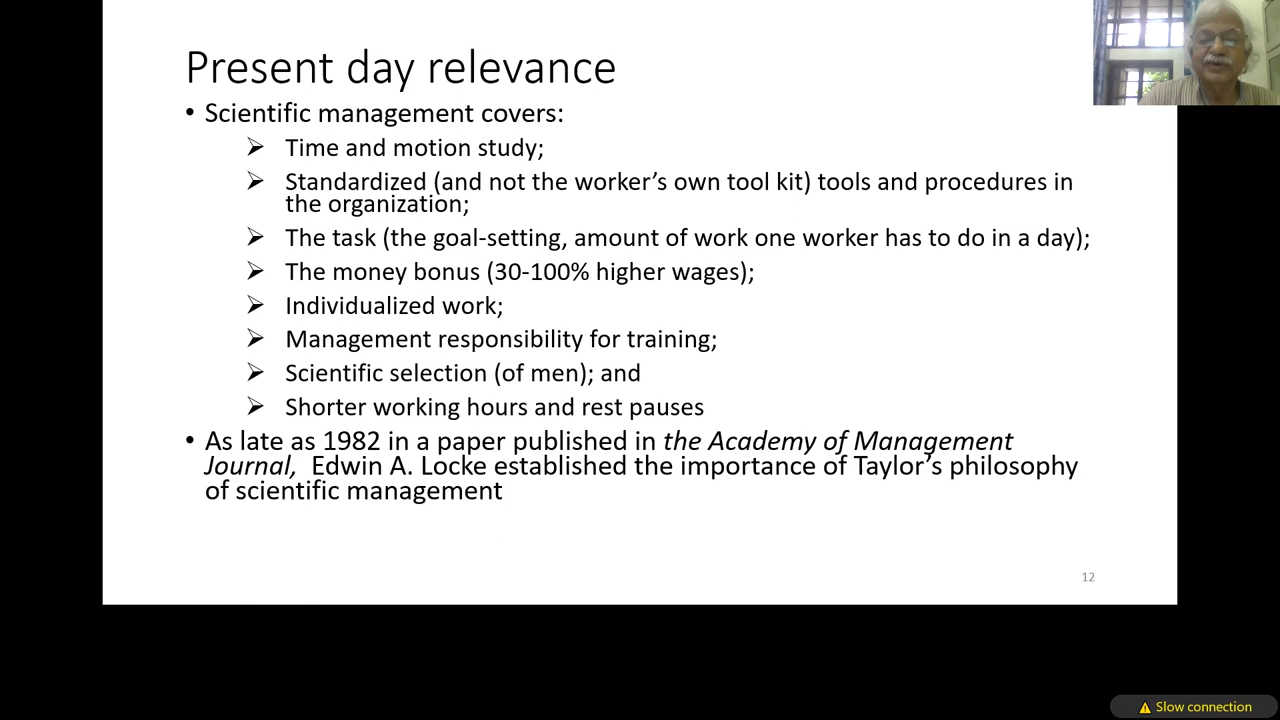 Present day relevance
• Scientific management covers:
➢ Time and motion study;
➢ Standardized (and not the worker’s own tool kit) tools and procedures in
the organization;
➢ The task (the goal-setting, amount of work one worker has to do in a day);
➢ The money bonus (30-100% higher wages);
➢ Individualized work;
➢ Management responsibility for training;
➢ Scientific selection (of men); and
➢ Shorter working hours and rest pauses
• As late as 1982 in a paper published in the Academy of Management
Journal, Edwin A. Locke established the importance of Taylor’s philosophy
of scientific management
12
Slow connection